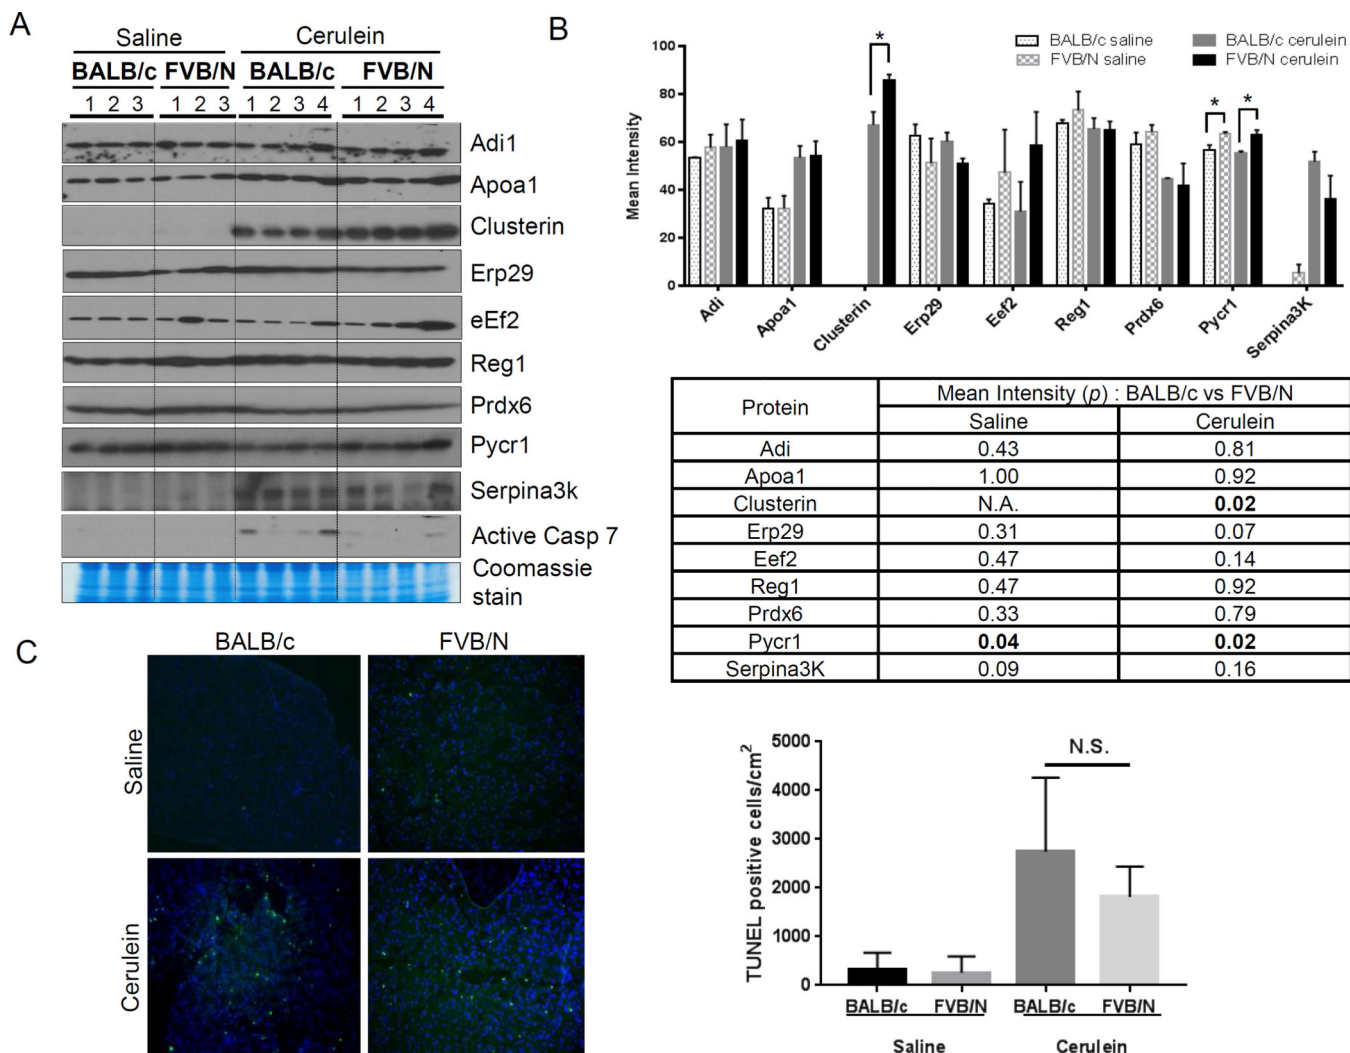 A
Saline Cerulein
BALB/c FVB/N BALB/c FVB/N
1 2 3 1 2 3 1 2 3 4 1 2 3 4
Adi1
Apoa1
Clusterin
Erp29
eEf2
Reg1
Prdx6
Pycr1
Serpina3k
Active Casp 7
Coomassie
stain
B
BALB/c saline BALB/c cerulein
FVB/N saline FVB/N cerulein
Mean Intensity
100
80
60
40
20
0
* * *
Adi Apoa1 Clusterin Erp29 Eef2 Reg1 Prdx6 Pycr1 Serpina3K
Protein Mean Intensity (p) : BALB/c vs FVB/N
Saline Cerulein
Adi 0.43 0.81
Apoa1 1.00 0.92
Clusterin N.A. 0.02
Erp29 0.31 0.07
Eef2 0.47 0.14
Reg1 0.47 0.92
Prdx6 0.33 0.79
Pycr1 0.04 0.02
Serpina3K 0.09 0.16
C
BALB/c FVB/N
Saline
Cerulein
TUNEL positive cells/cm²
5000
4000
3000
2000
1000
0
N.S.
BALB/c FVB/N BALB/c FVB/N
Saline Cerulein